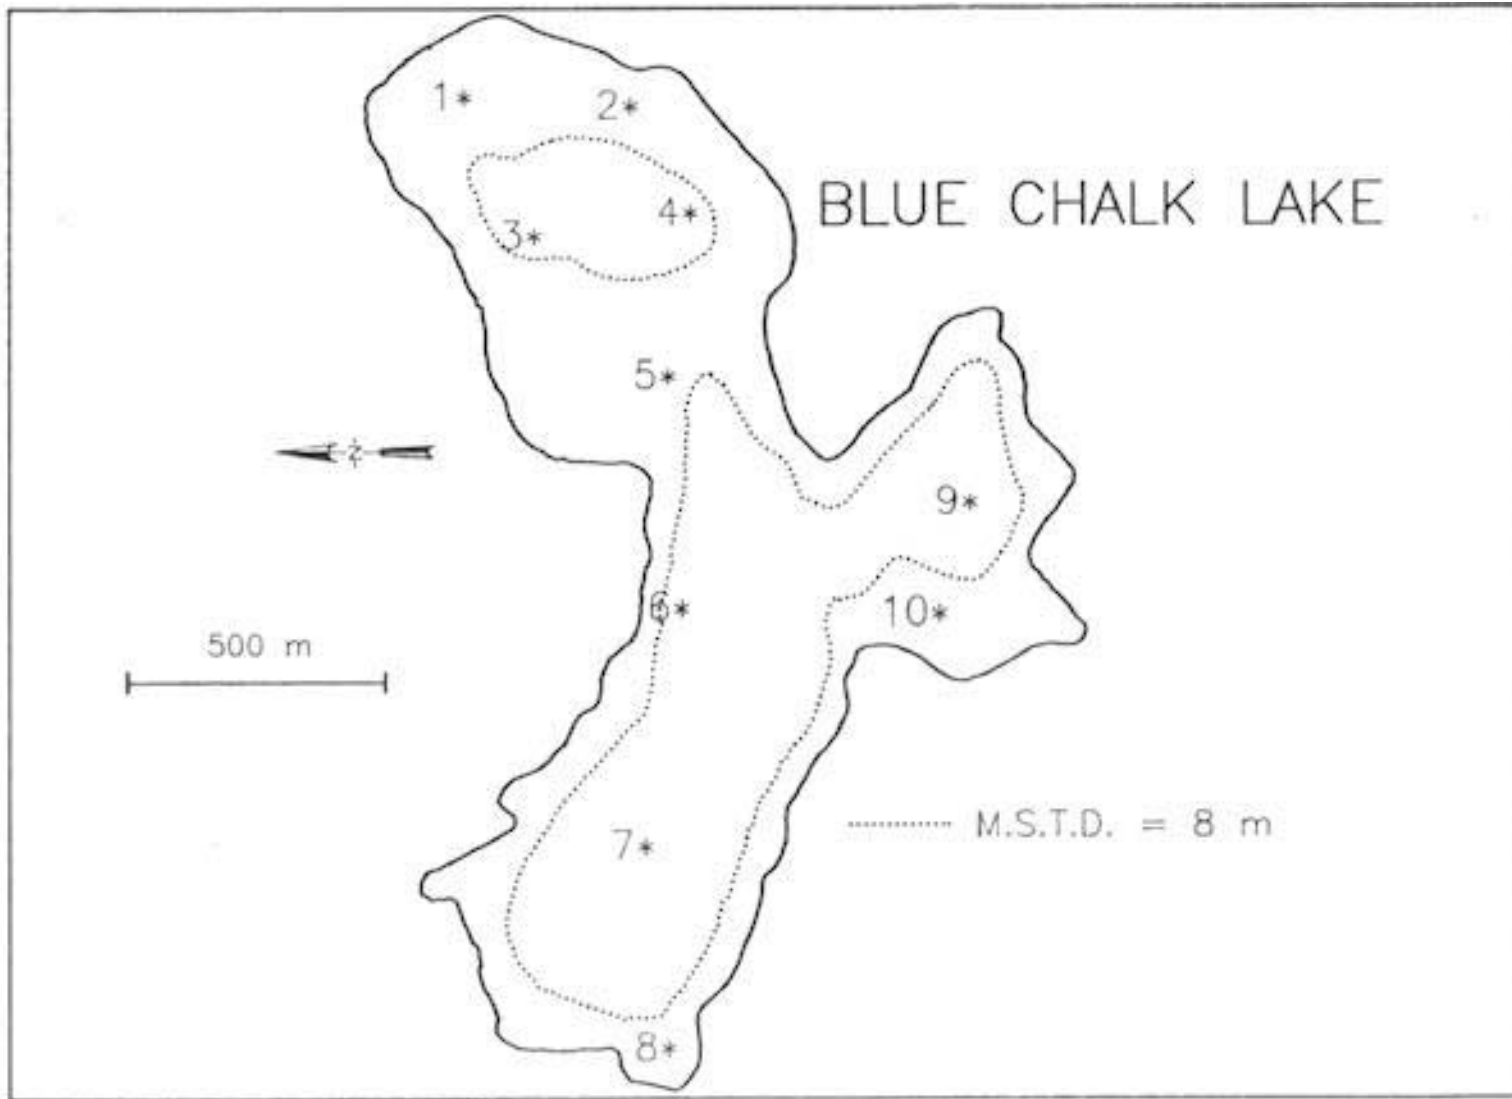 1*
2*
BLUE CHALK LAKE
4*
3*
5*
N
9*
6*
10*
500 m
M.S.T.D. = 8 m
7*
8*